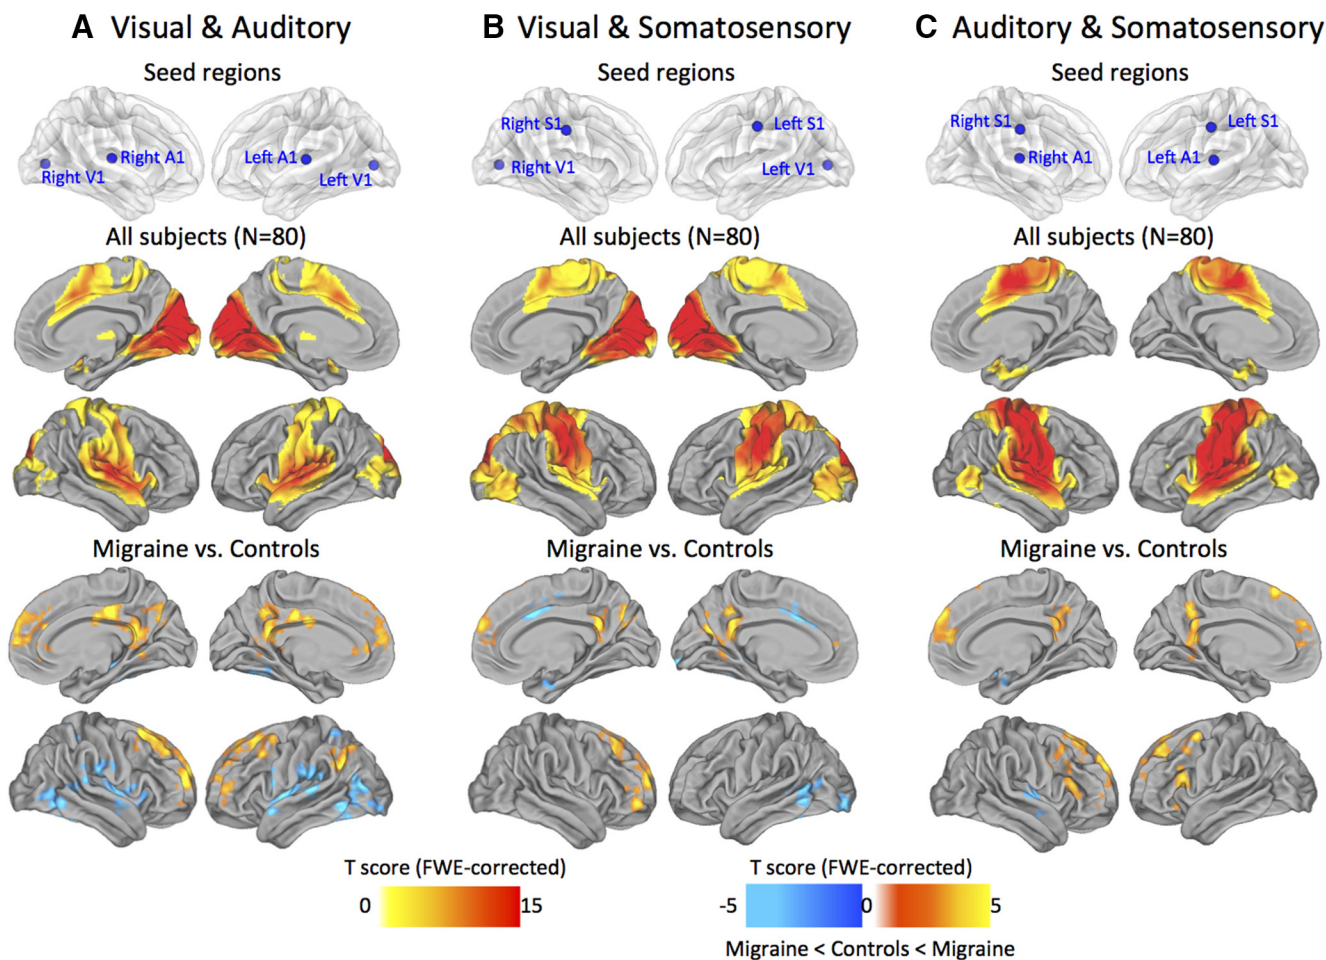 A Visual & Auditory
Seed regions
Right A1
Right V1
Left A1
Left V1
All subjects (N=80)
Migraine vs. Controls
B Visual & Somatosensory
Seed regions
Right S1
Right V1
Left S1
Left V1
All subjects (N=80)
Migraine vs. Controls
C Auditory & Somatosensory
Seed regions
Right S1
Right A1
Left S1
Left A1
All subjects (N=80)
Migraine vs. Controls
T score (FWE-corrected)
0 15
T score (FWE-corrected)
-5 0 5
Migraine < Controls < Migraine